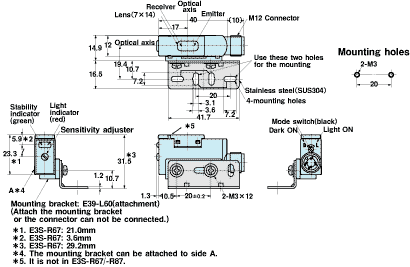 Receiver
Optical
axis
Emitter
Lens(7×14)
40
(10)
M12 Connector
17
Optical axis
14.9
12
19.4
10.7
16.5
7.2
Use these two holes
for the mounting
20
3.1
3.6
7.2
41.7
Stainless steel(SUS304)
4-mounting holes
Mounting holes
2-M3
20
Stability
indicator
(green)
Light
indicator
(red)
Sensitivity adjuster
5.9 *2
23.3
*1
*3
31.5
1.2
10.7
A*4
*5
1.3
10.5
20±0.2
2-M3×12
Mode switch(black)
Dark ON
Light ON
Mounting bracket: E39-L60(attachment)
(Attach the mounting bracket
or the connector can not be connected.)
*1. E3S-R67: 21.0mm
*2. E3S-R67: 3.6mm
*3. E3S-R67: 29.2mm
*4. The mounting bracket can be attached to side A.
*5. It is not in E3S-R67/-R87.